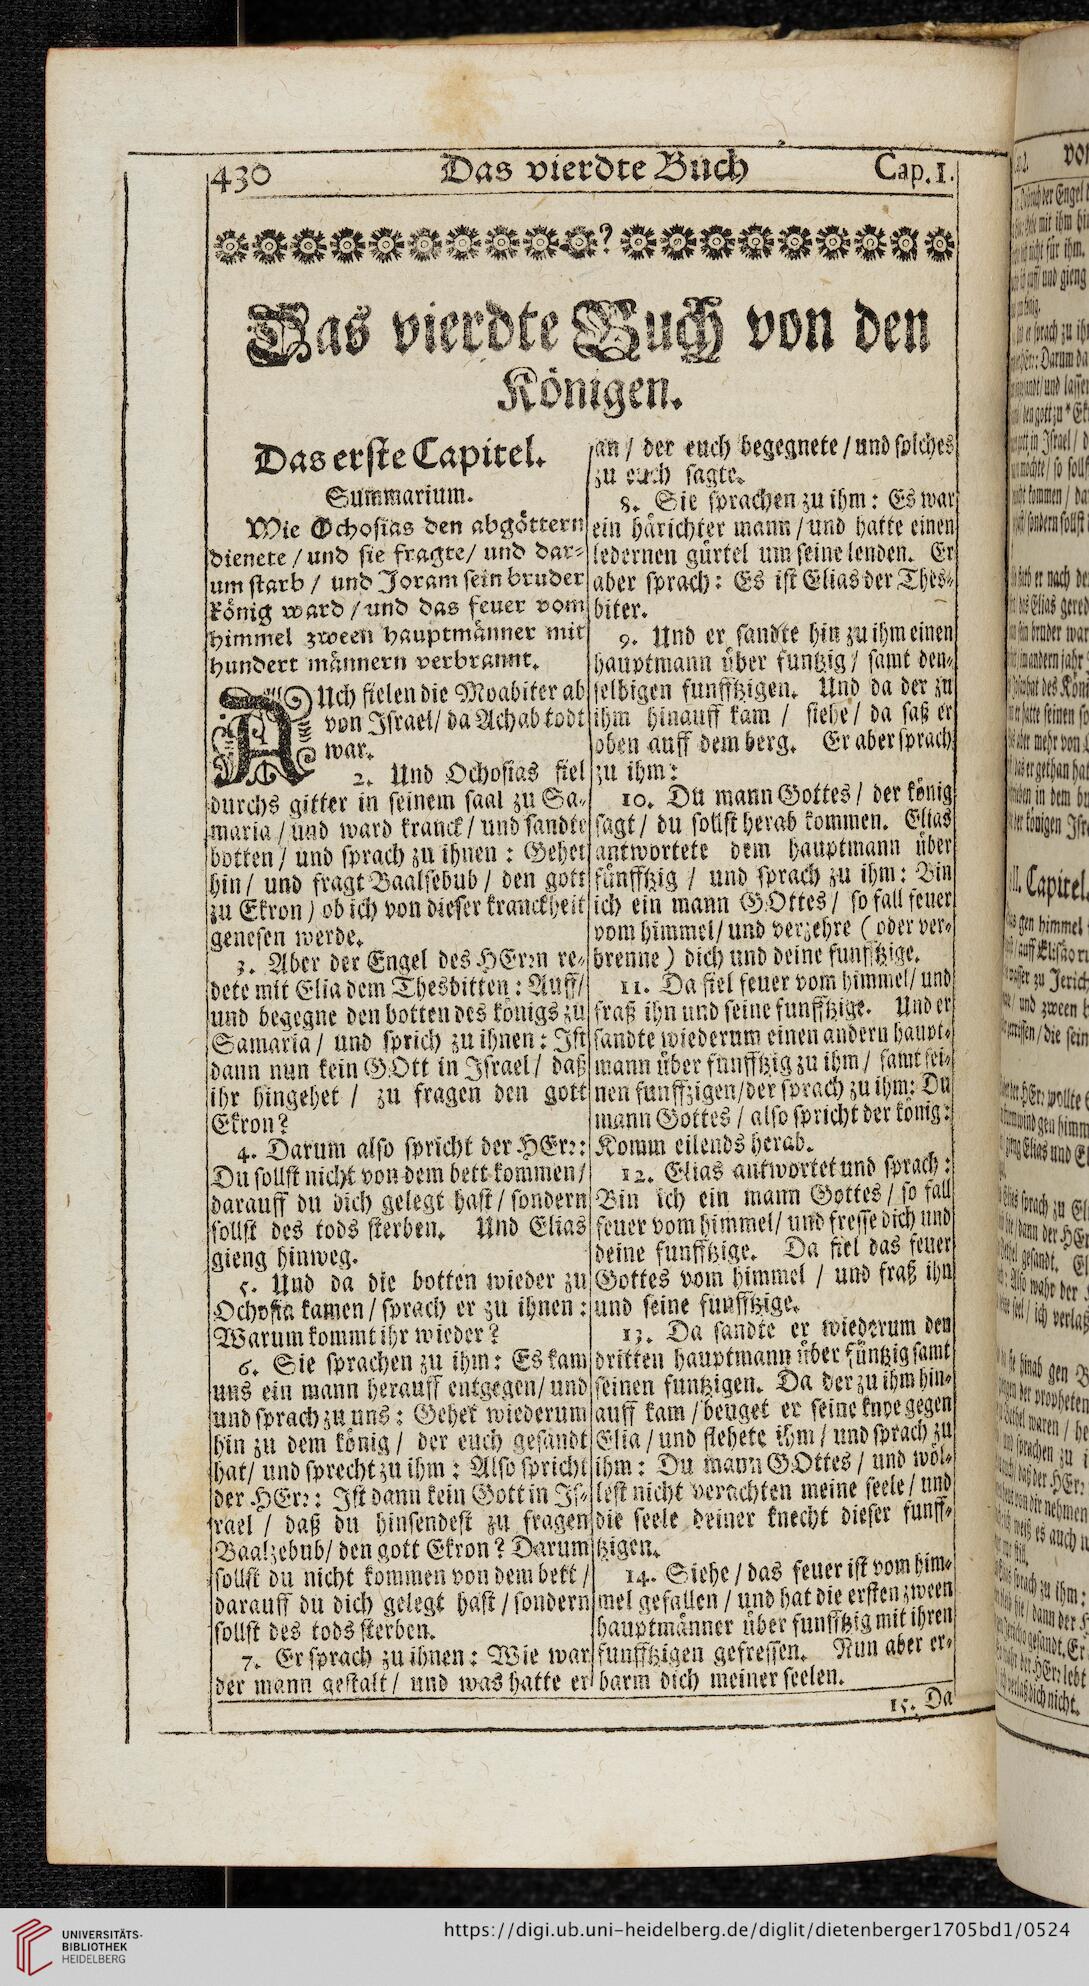 430 Das vierdte Buch Cap. 1.
Das vierdte Buch von den
Königen.
Das erste Capitel.
Summarium.
Wie Ochosias den abgöttern
dienete / und sie fragte / und dar-
um starb / und Joram sein bruder
könig ward / und das feuer vom
himmel zween hauptmänner mit
hundert männern verbrannt.
AUch fielen die Moabiter ab
von Israel / da Achab todt
war.
2. Und Ochosias fiel
durchs gitter in seinem saal zu Sa-
maria / und ward kranck / und sandte
botten / und sprach zu ihnen : Gehet
hin / und fragt Baalsebub / den gott
zu Ekron / ob ich von dieser kranckheit
genesen werde.
3. Aber der Engel des HErrn re-
dete mit Elia dem Thesbitten : Auff /
und begegne den botten des königs zu
Samaria / und sprich zu ihnen : Ist
dann nun kein GOtt in Israel / daß
ihr hingehet / zu fragen den gott
Ekron?
4. Darum also spricht der HErr:
Du sollst nicht von dem bett kommen /
darauff du dich gelegt hast / sondern
sollst des tods sterben. Und Elias
gieng hinweg.
5. Und da die botten wieder zu
Ochosia kamen / sprach er zu ihnen :
Warum kommt ihr wieder?
6. Sie sprachen zu ihm : Es kam
uns ein mann herauff entgegen / und
und sprach zu uns : Gehet wiederum
hin zu dem könig / der euch gesandt
hat / und sprecht zu ihm : Also spricht
der HErr : Ist dann kein Gott in Is-
rael / daß du hinsendest zu fragen
Baalzebub / den gott Ekron? Darum
sollst du nicht kommen von dem bett /
darauff du dich gelegt hast / sondern
sollst des tods sterben.
7. Er sprach zu ihnen : Wie war
der mann gestalt / und was hatte er
an / der euch begegnete / und solches
zu euch sagte.
8. Sie sprachen zu ihm : Es war
ein härichter mann / und hatte einen
ledernen gürtel um seine lenden. Er
aber sprach : Es ist Elias der Thes-
biter.
9. Und er sandte hin zu ihm einen
hauptmann über funtzig / samt den-
selbigen funfftzigen. Und da der zu
ihm hinauff kam / siehe / da saß er
oben auff dem berg. Er aber sprach
zu ihm :
10. Du mann Gottes / der könig
sagt / du sollst herab kommen. Elias
antwortete dem hauptmann über
fünfftzig / und sprach zu ihm : Bin
ich ein mann GOttes / so fall feuer
vom himmel / und verzehre ( oder ver-
brenne ) dich und deine funfftzige.
11. Da fiel feuer vom himmel / und
fraß ihn und seine funfftzige. Und er
sandte wiederum einen andern haupt-
mann über funfftzig zu ihm / samt sei-
nen funffzigen / der sprach zu ihm : Du
mann Gottes / also spricht der könig :
Komm eilends herab.
12. Elias antwortet und sprach :
Bin ich ein mann Gottes / so fall
feuer vom himmel / und fresse dich und
deine funfftzige. Da fiel das feuer
Gottes vom himmel / und fraß ihn
und seine funfftzige.
13. Da sandte er wiederum den
dritten hauptmann über füntzig samt
seinen funtzigen. Da der zu ihm hin-
auff kam / beuget er seine knye gegen
Elia / und flehete ihm / und sprach zu
ihm : Du mann GOttes / und wöl-
lest nicht verachten meine seele / und
die seele deiner knecht dieser funff-
tzigen.
14. Siehe / das feuer ist vom him-
mel gefallen / und hat die ersten zween
hauptmänner über funfftzig mit ihren
funfftzigen gefressen. Nun aber er-
barm dich meiner seelen.
15. Da
UNIVERSITÄTS-
BIBLIOTHEK
HEIDELBERG
https://digi.ub.uni-heidelberg.de/diglit/dietenberger1705bd1/0524